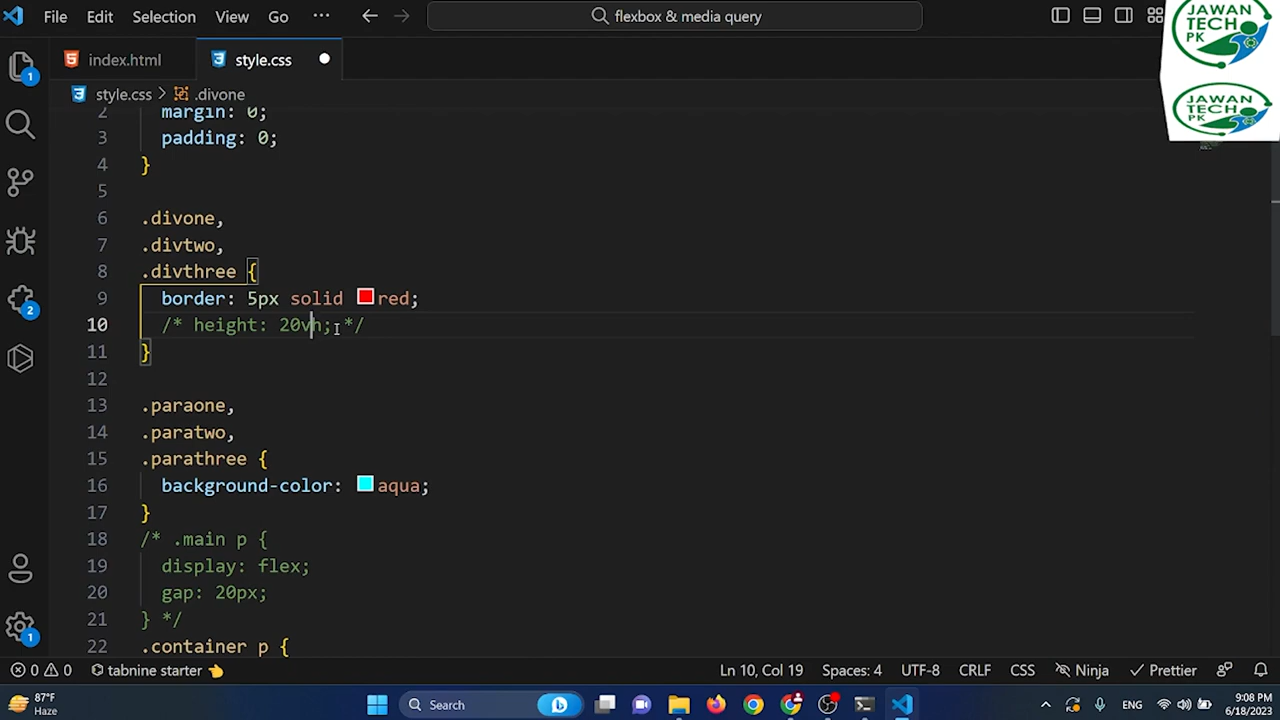 File Edit Selection View Go ··· flexbox & media query
JAWAN
TECH
PK
index.html style.css
style.css > .divone
JAWAN
TECH
PK
2 margin: 0;
3 padding: 0;
4 }
5
6 .divone,
7 .divtwo,
8 .divthree {
9 border: 5px solid red;
10 /* height: 20vh; */
11 }
12
13 .paraone,
14 .paratwo,
15 .parathree {
16 background-color: aqua;
17 }
18 /* .main p {
19 display: flex;
20 gap: 20px;
21 } */
22 .container p {
1
2
1
0 0 tabnine starter Ln 10, Col 19 Spaces: 4 UTF-8 CRLF CSS Ninja Prettier
87°F
Haze
Search
ENG
9:08 PM
6/18/2023